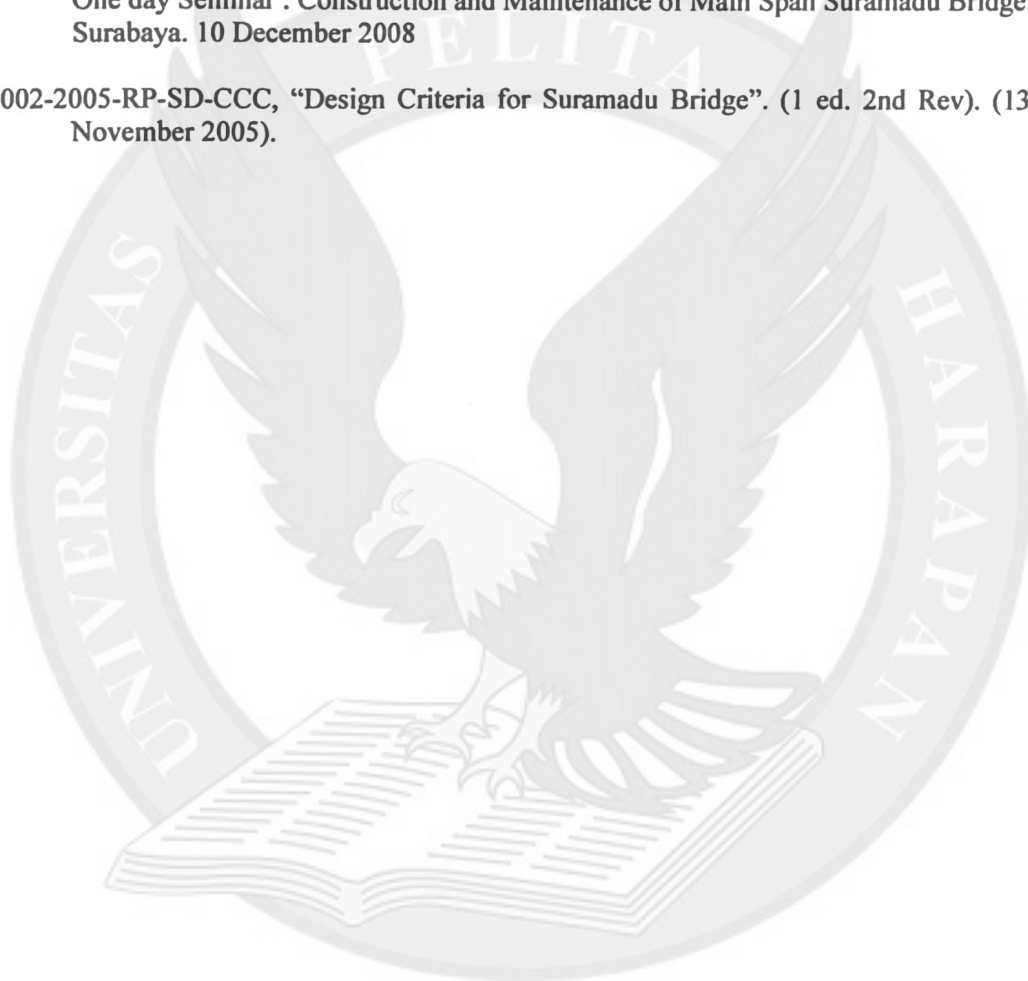 One day Seminar : Construction and Maintenance of Main Span Suramadu Bridge.
Surabaya. 10 December 2008
002-2005-RP-SD-CCC, “Design Criteria for Suramadu Bridge”. (1 ed. 2nd Rev). (13
November 2005).
UNIVERSITAS PELITA HARAPAN